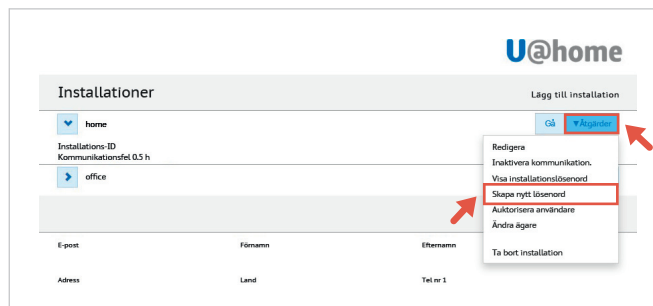 U@home
Installationer
Lägg till installation
home
Gå ▼Åtgärder
Installations-ID
Kommunikationsfel 0.5 h
office
Redigera
Inaktivera kommunikation.
Visa installationslösenord
Skapa nytt lösenord
Auktorisera användare
Ändra ägare
Ta bort installation
E-post Förnamn Efternamn
Adress Land Tel nr 1